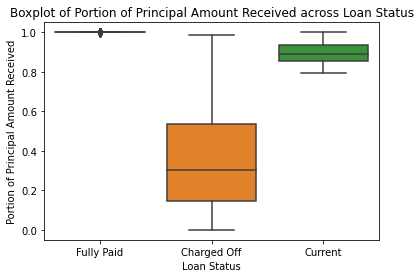 Boxplot of Portion of Principal Amount Received across Loan Status
Portion of Principal Amount Received
1.0
0.8
0.6
0.4
0.2
0.0
Fully Paid
Charged Off
Current
Loan Status